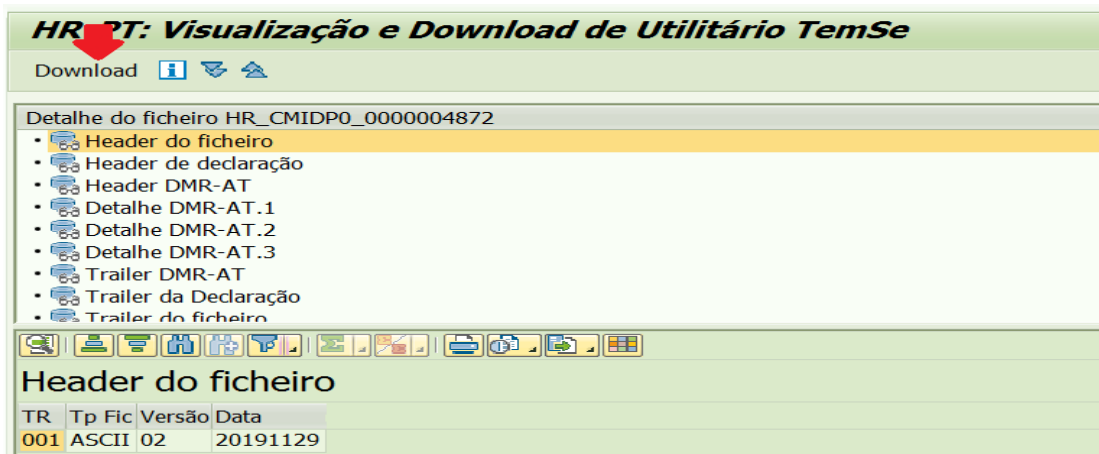 HR-PT: Visualização e Download de Utilitário TemSe
Download
Detalhe do ficheiro HR_CMIDP0_0000004872
Header do ficheiro
Header de declaração
Header DMR-AT
Detalhe DMR-AT.1
Detalhe DMR-AT.2
Detalhe DMR-AT.3
Trailer DMR-AT
Trailer da Declaração
Trailer do ficheiro
Header do ficheiro
TR Tp Fic Versão Data
001 ASCII 02 20191129